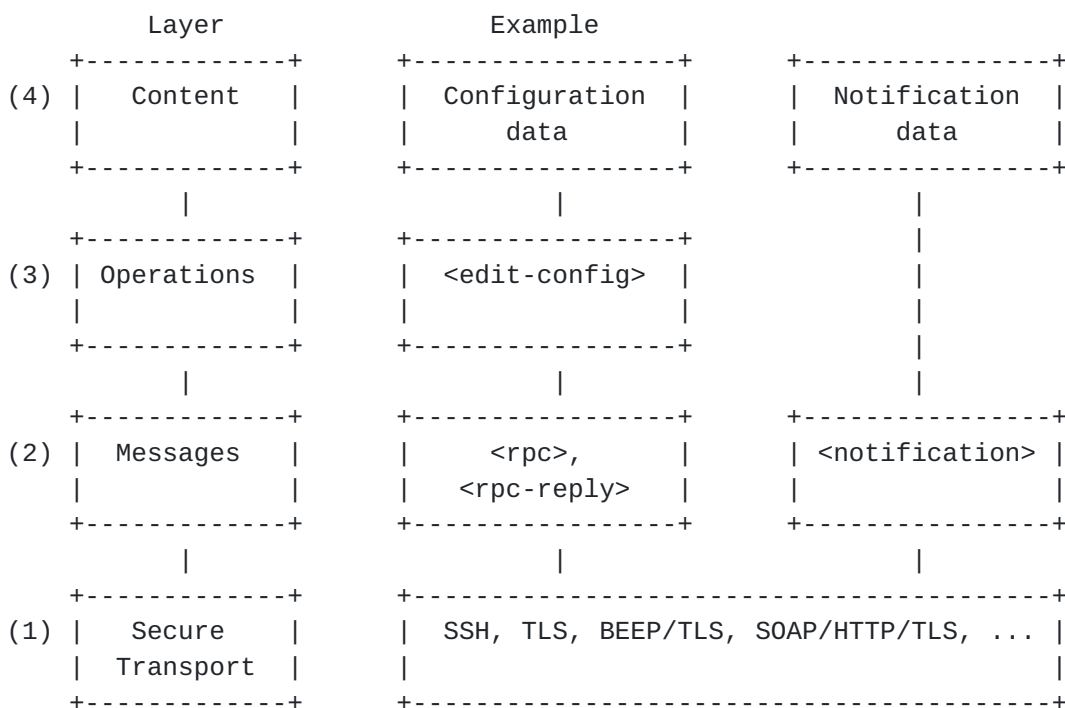 Layer Example
+-------------+ +-----------------+ +----------------+
(4) | Content | | Configuration | | Notification |
| | | data | | data |
+-------------+ +-----------------+ +----------------+
| | |
+-------------+ +-----------------+ |
(3) | Operations | | <edit-config> | |
| | | | |
+-------------+ +-----------------+ |
| | |
+-------------+ +-----------------+ +----------------+
(2) | Messages | | <rpc>, | | <notification> |
| | | <rpc-reply> | | |
+-------------+ +-----------------+ +----------------+
| | |
+-------------+ +-----------------------------------------+
(1) | Secure | | SSH, TLS, BEEP/TLS, SOAP/HTTP/TLS, ... |
| Transport | | |
+-------------+ +-----------------------------------------+